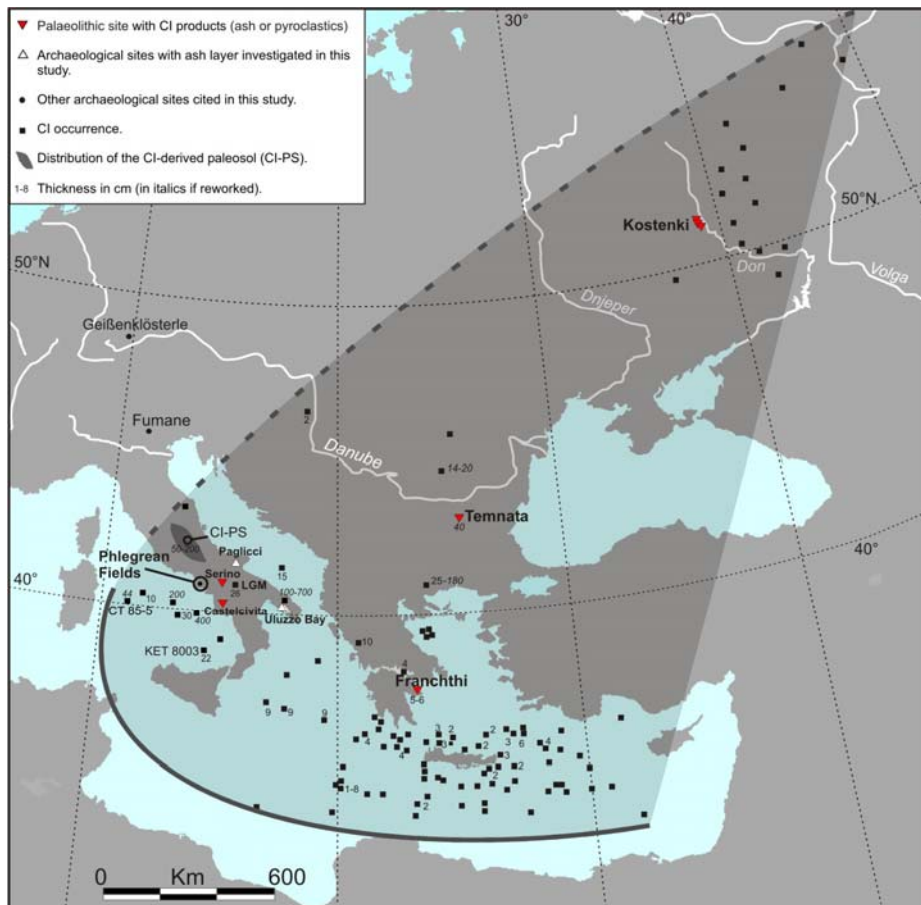 Palaeolithic site with CI products (ash or pyroclastics)
Archaeological sites with ash layer investigated in this
study.
Other archaeological sites cited in this study.
CI occurrence.
Distribution of the CI-derived paleosol (CI-PS).
1-8 Thickness in cm (in italics if reworked).
30°
40°
50°N
Kostenki
Don
Volga
50°N
Dnjeper
Geißenklösterle
Fumane
2
Danube
14-20
Temnata
40
CI-PS
50-200
Paglicci
Phlegrean
Fields
Serino
15
40°
40°
LGM
26
25-180
100-700
44
10
200
CT 85-5
30
400
Castelcivita
Uluzzo Bay
KET 8003
22
10
4
Franchthi
5-6
9
9
9
4
4
3
3
2
2
2
3
3
6
4
2
2
1-8
0 Km 600